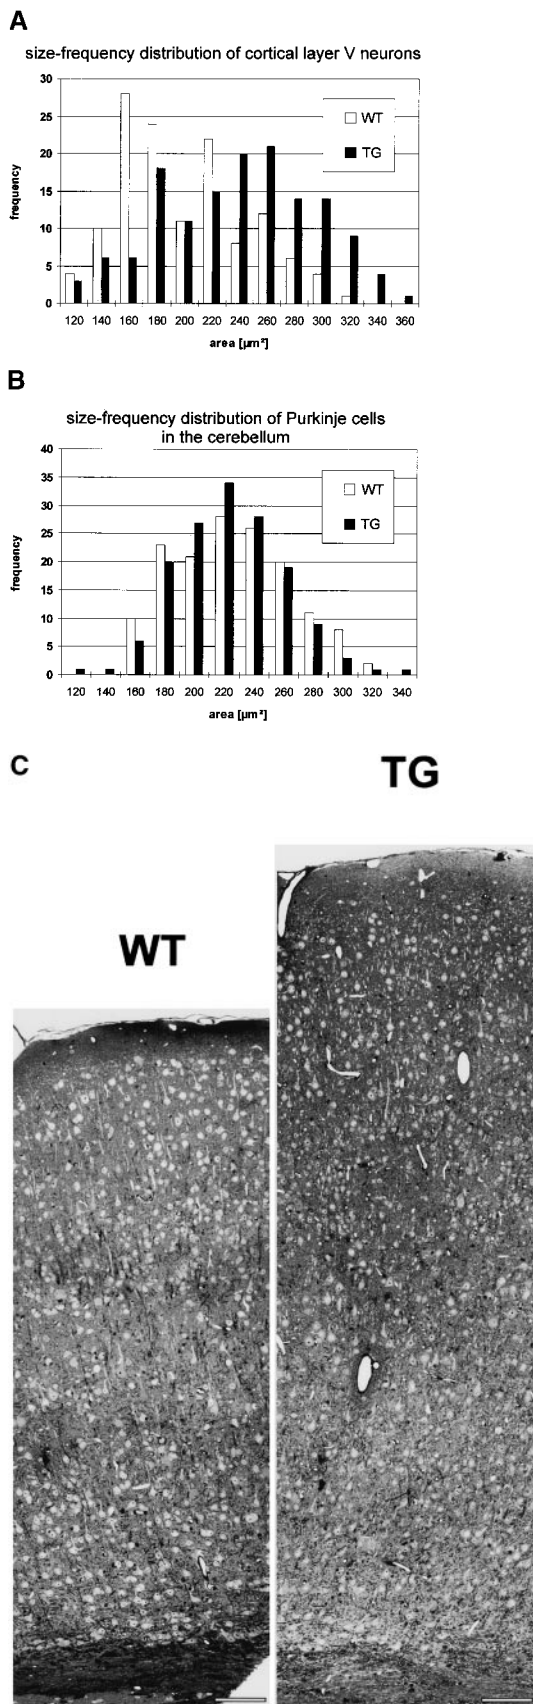 A
size-frequency distribution of cortical layer V neurons
30
25
20
15
10
5
0
frequency
WT
TG
120 140 160 180 200 220 240 260 280 300 320 340 360
area [µm²]
B
size-frequency distribution of Purkinje cells
in the cerebellum
40
35
30
25
20
15
10
5
0
frequency
WT
TG
120 140 160 180 200 220 240 260 280 300 320 340
area [µm²]
C
TG
WT